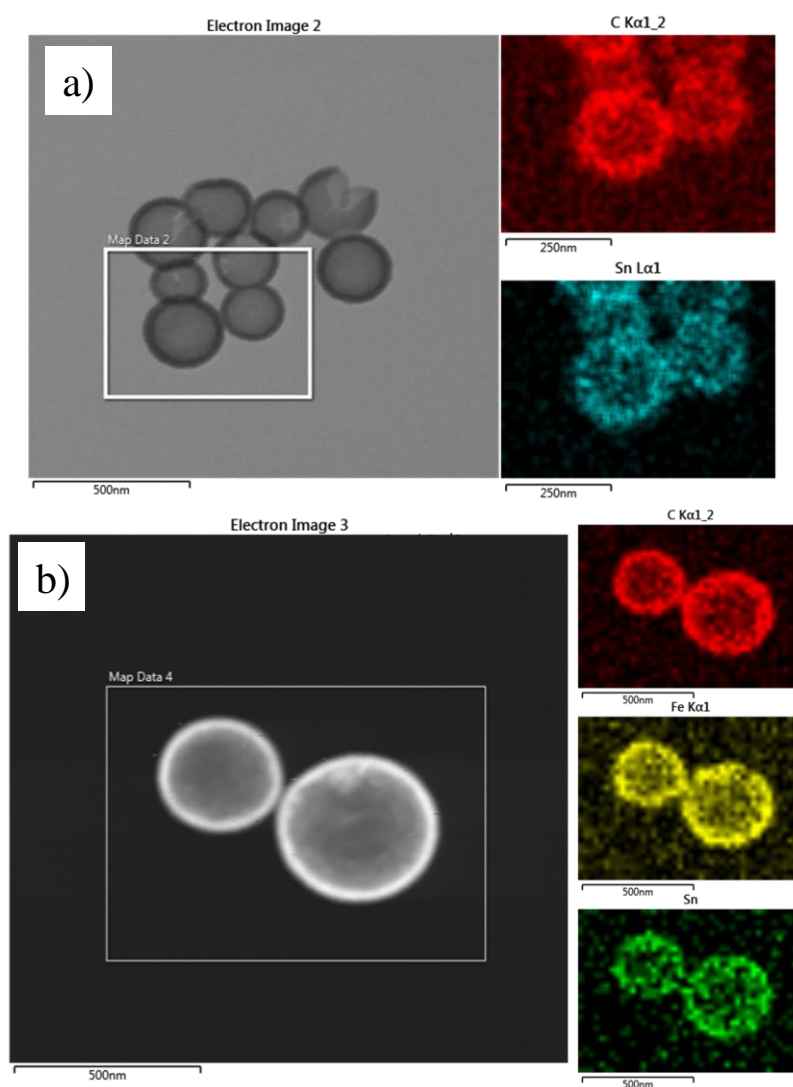 Electron Image 2
a)
Map Data 2
500nm
C Kα1_2
250nm
Sn Lα1
250nm
Electron Image 3
b)
Map Data 4
500nm
C Kα1_2
500nm
Fe Kα1
500nm
Sn
500nm